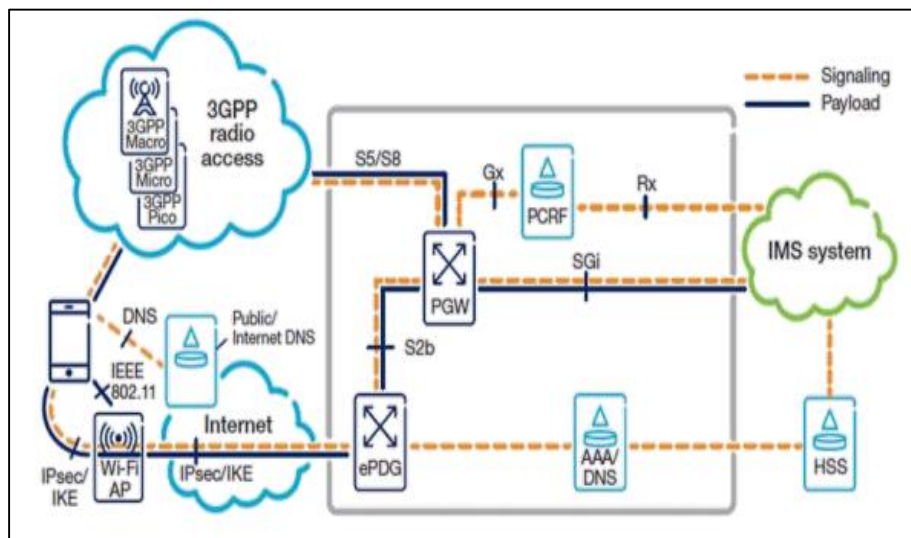 Signaling
Payload
3GPP
radio
access
3GPP
Macro
3GPP
Micro
3GPP
Pico
S5/S8
Gx
PCRF
Rx
IMS system
PGW
SGi
DNS
Public/
Internet DNS
S2b
IEEE
802.11
Internet
IPsec/
IKE
Wi-Fi
AP
IPsec/IKE
ePDG
AAA/
DNS
HSS